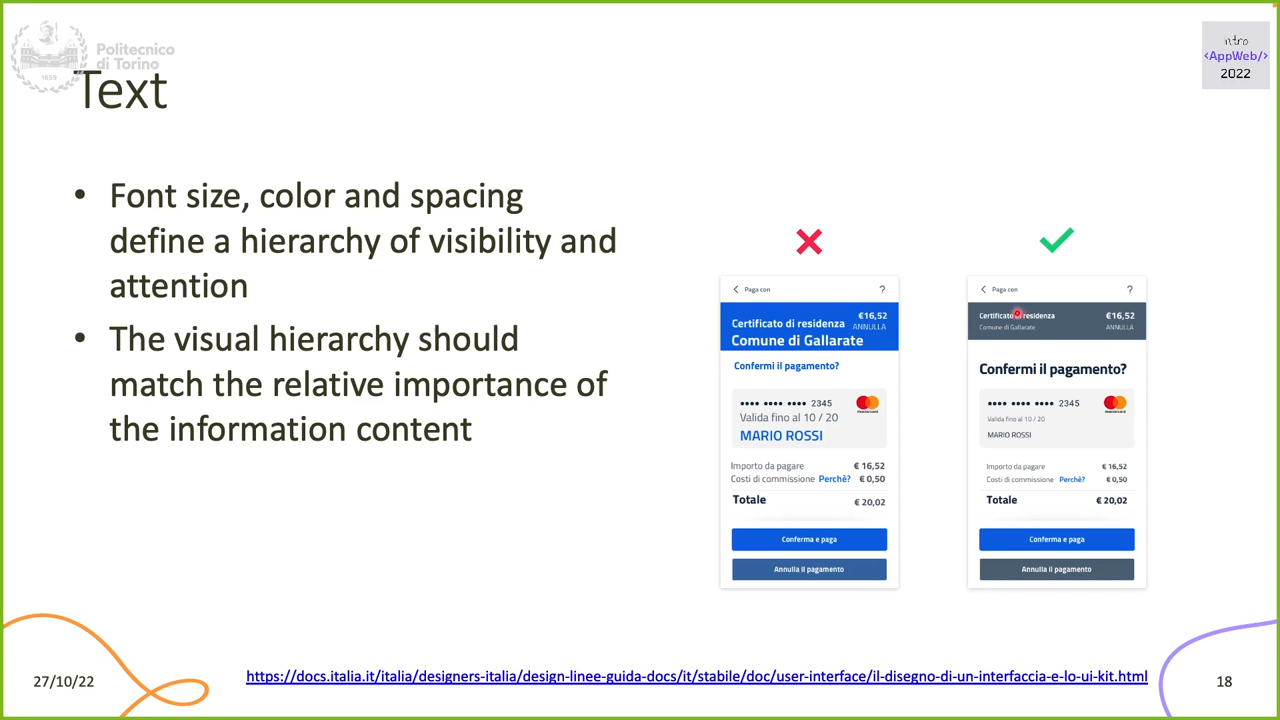 Politecnico
di Torino
1859
intro
<AppWeb/>
2022
Text
• Font size, color and spacing
define a hierarchy of visibility and
attention
• The visual hierarchy should
match the relative importance of
the information content
Paga con ?
Certificato di residenza €16,52
ANNULLA
Comune di Gallarate
Confermi il pagamento?
•••• •••• •••• 2345
mastercard
Valida fino al 10 / 20
MARIO ROSSI
Importo da pagare € 16,52
Costi di commissione Perchè? € 0,50
Totale € 20,02
Conferma e paga
Annulla il pagamento
Paga con ?
Certificato di residenza €16,52
Comune di Gallarate ANNULLA
Confermi il pagamento?
•••• •••• •••• 2345
mastercard
Valida fino al 10 / 20
MARIO ROSSI
Importo da pagare € 16,52
Costi di commissione Perchè? € 0,50
Totale € 20,02
Conferma e paga
Annulla il pagamento
27/10/22
https://docs.italia.it/italia/designers-italia/design-linee-guida-docs/it/stabile/doc/user-interface/il-disegno-di-un-interfaccia-e-lo-ui-kit.html
18